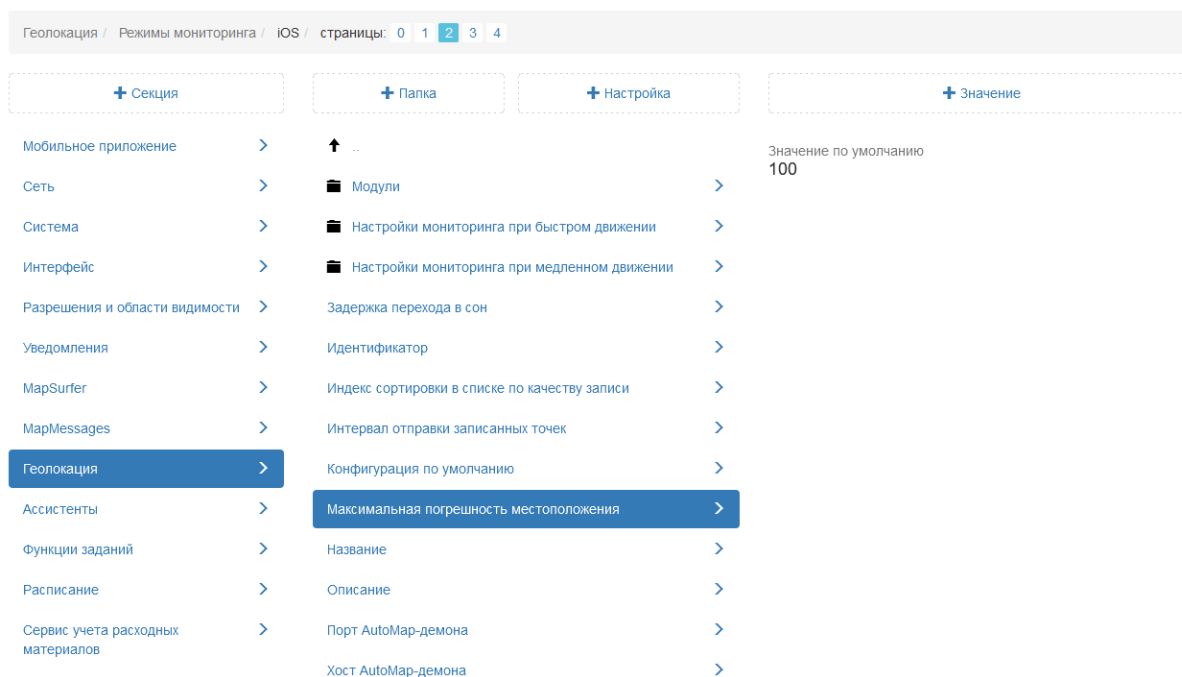 Геолокация / Режимы мониторинга / iOS / страницы: 0 1 2 3 4
+ Секция
+ Папка
+ Настройка
+ Значение
Мобильное приложение
Сеть
Система
Интерфейс
Разрешения и области видимости
Уведомления
MapSurfer
MapMessages
Геолокация
Ассистенты
Функции заданий
Расписание
Сервис учета расходных
материалов
..
Модули
Настройки мониторинга при быстром движении
Настройки мониторинга при медленном движении
Задержка перехода в сон
Идентификатор
Индекс сортировки в списке по качеству записи
Интервал отправки записанных точек
Конфигурация по умолчанию
Максимальная погрешность местоположения
Название
Описание
Порт AutoMap-демона
Хост AutoMap-демона
Значение по умолчанию
100